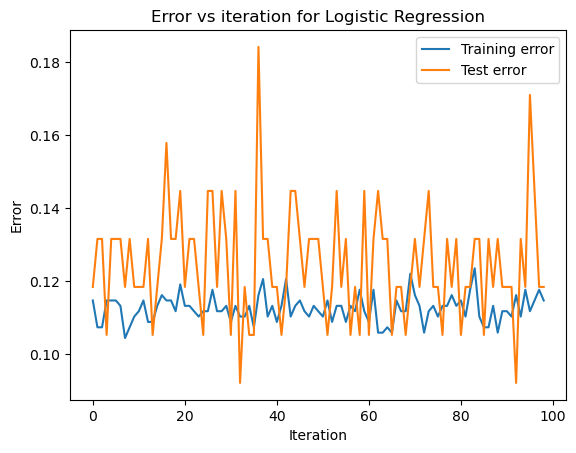 Error vs iteration for Logistic Regression
Training error
Test error
0.18
0.16
0.14
0.12
0.10
Error
0
20
40
60
80
100
Iteration